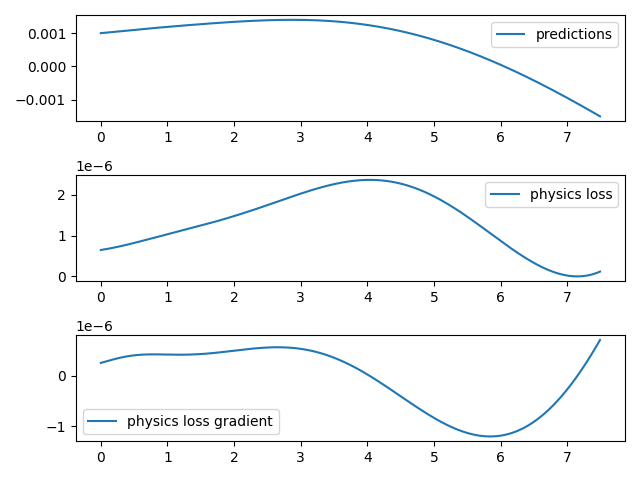 0.001
0.000
−0.001
predictions
0 1 2 3 4 5 6 7
1e−6
2
1
0
physics loss
0 1 2 3 4 5 6 7
1e−6
0
−1
physics loss gradient
0 1 2 3 4 5 6 7